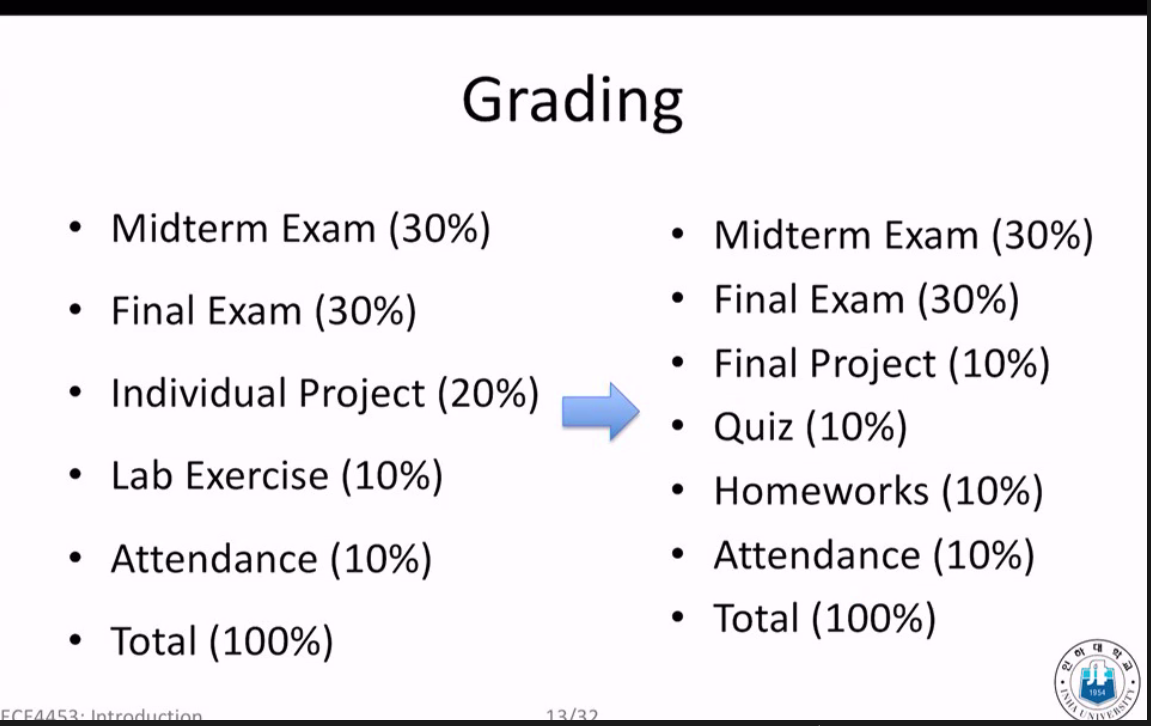 Grading
• Midterm Exam (30%)
• Final Exam (30%)
• Individual Project (20%)
• Lab Exercise (10%)
• Attendance (10%)
• Total (100%)
• Midterm Exam (30%)
• Final Exam (30%)
• Final Project (10%)
• Quiz (10%)
• Homeworks (10%)
• Attendance (10%)
• Total (100%)
ECE4453: Introduction
13/32
인하대학교
1954
INHA UNIVERSITY